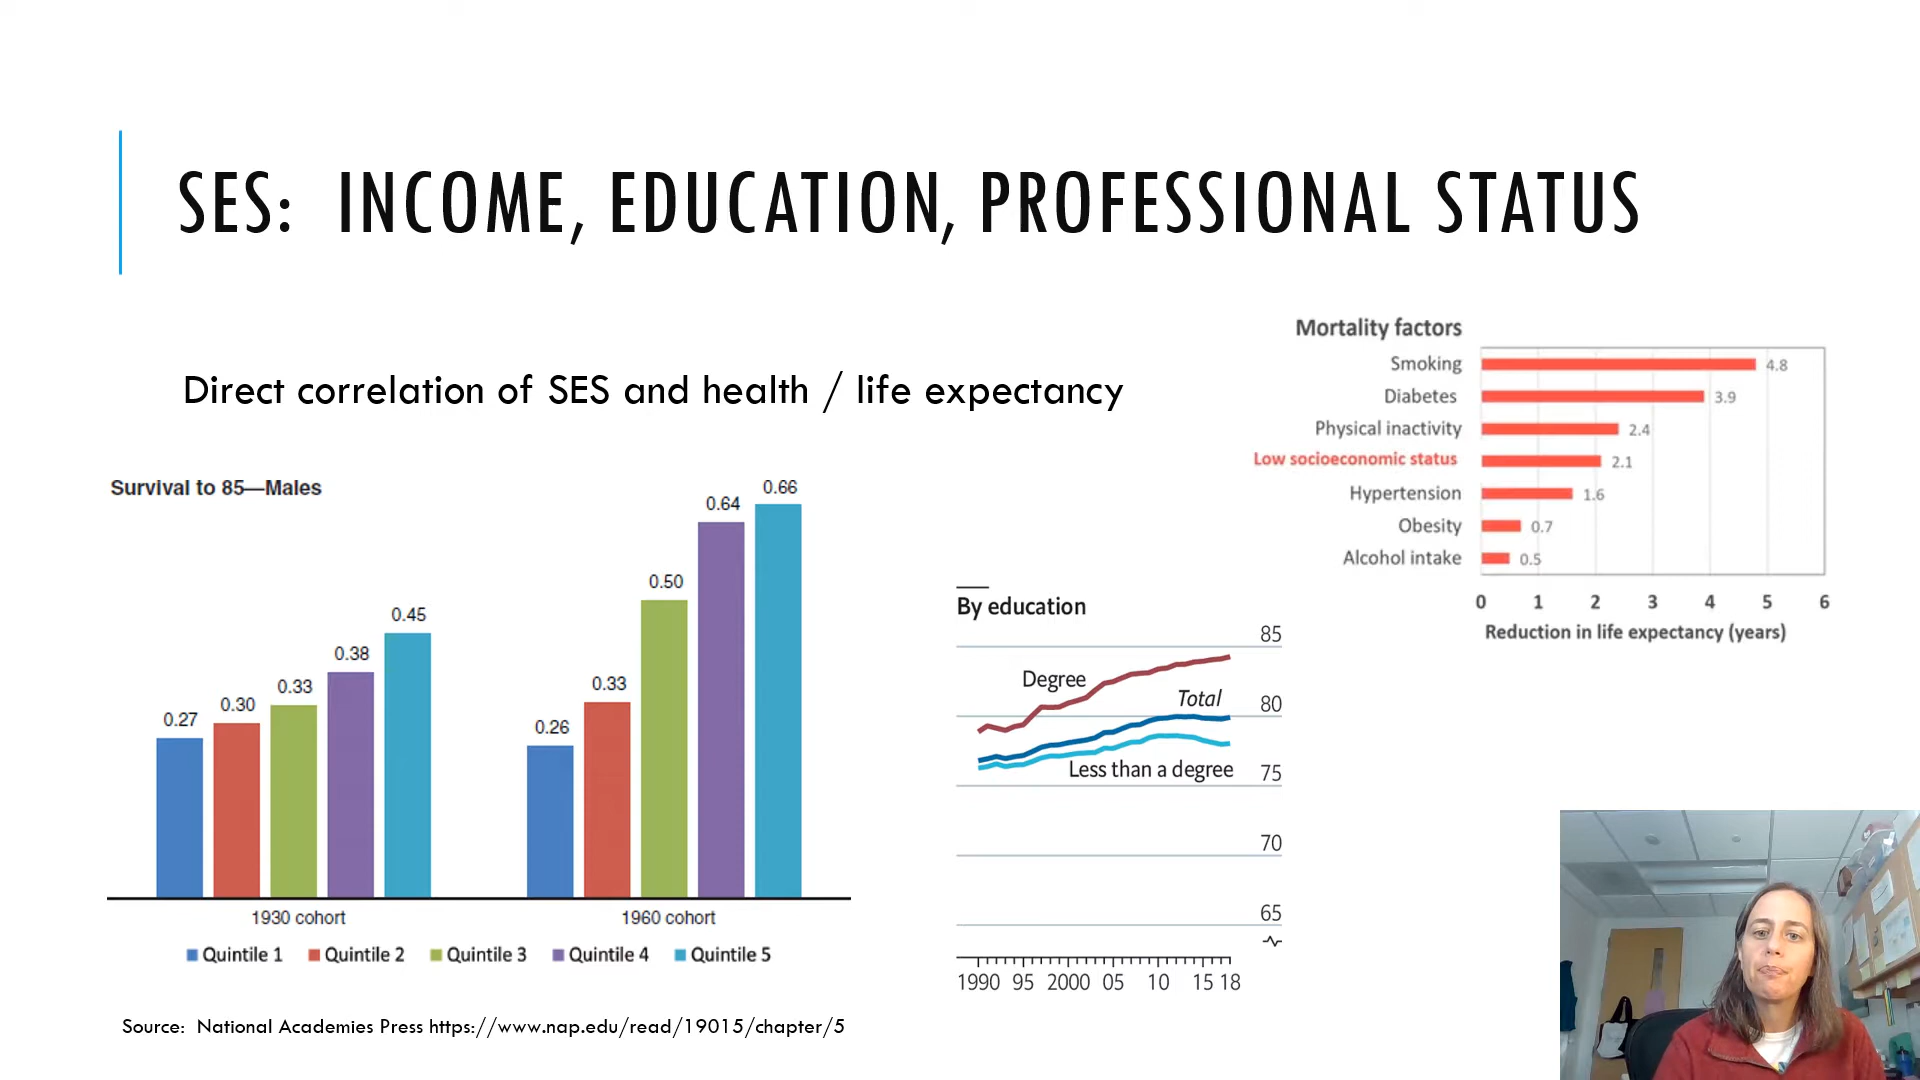 SES: INCOME, EDUCATION, PROFESSIONAL STATUS
Direct correlation of SES and health / life expectancy
Survival to 85—Males
0.27
0.30
0.33
0.38
0.45
0.26
0.33
0.50
0.64
0.66
1930 cohort
1960 cohort
Quintile 1 Quintile 2 Quintile 3 Quintile 4 Quintile 5
Source: National Academies Press https://www.nap.edu/read/19015/chapter/5
By education
85
Degree
Total
80
Less than a degree
75
70
65
1990 95 2000 05 10 15 18
Mortality factors
Smoking 4.8
Diabetes 3.9
Physical inactivity 2.4
Low socioeconomic status 2.1
Hypertension 1.6
Obesity 0.7
Alcohol intake 0.5
0 1 2 3 4 5 6
Reduction in life expectancy (years)